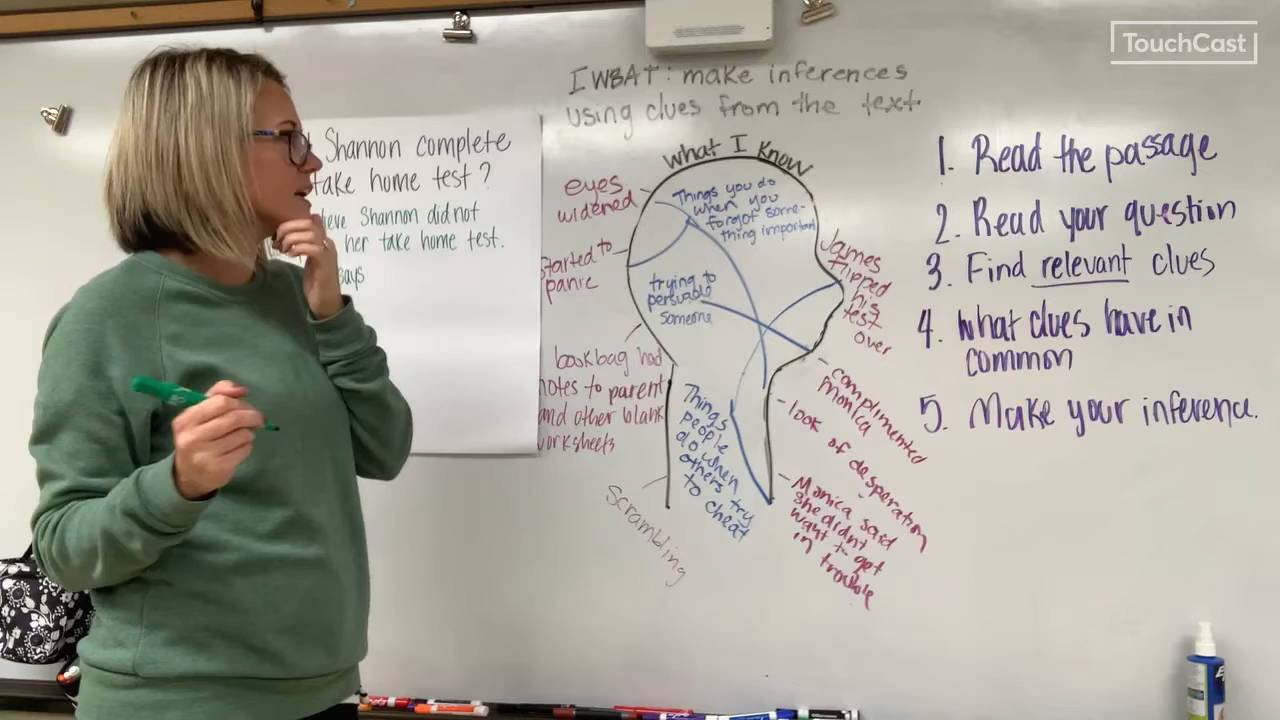 TouchCast
IWBAT: make inferences
using clues from the text.
Shannon complete
take home test?
Shannon did not
her take home test.
says
What I Know
eyes
widened
started to
panic
bookbag had
notes to parent
and other blank
worksheets
Scrambling
Things you do
when you
forgot some-
thing important
trying to
persuade
someone
Things
people
do when
others try
to cheat
James
flipped
his
test
over
complimented
monica
look of desperation
Monica said
she didn't
want to get
in trouble
1. Read the passage
2. Read your question
3. Find relevant clues
4. What clues have in
common
5. Make your inference.